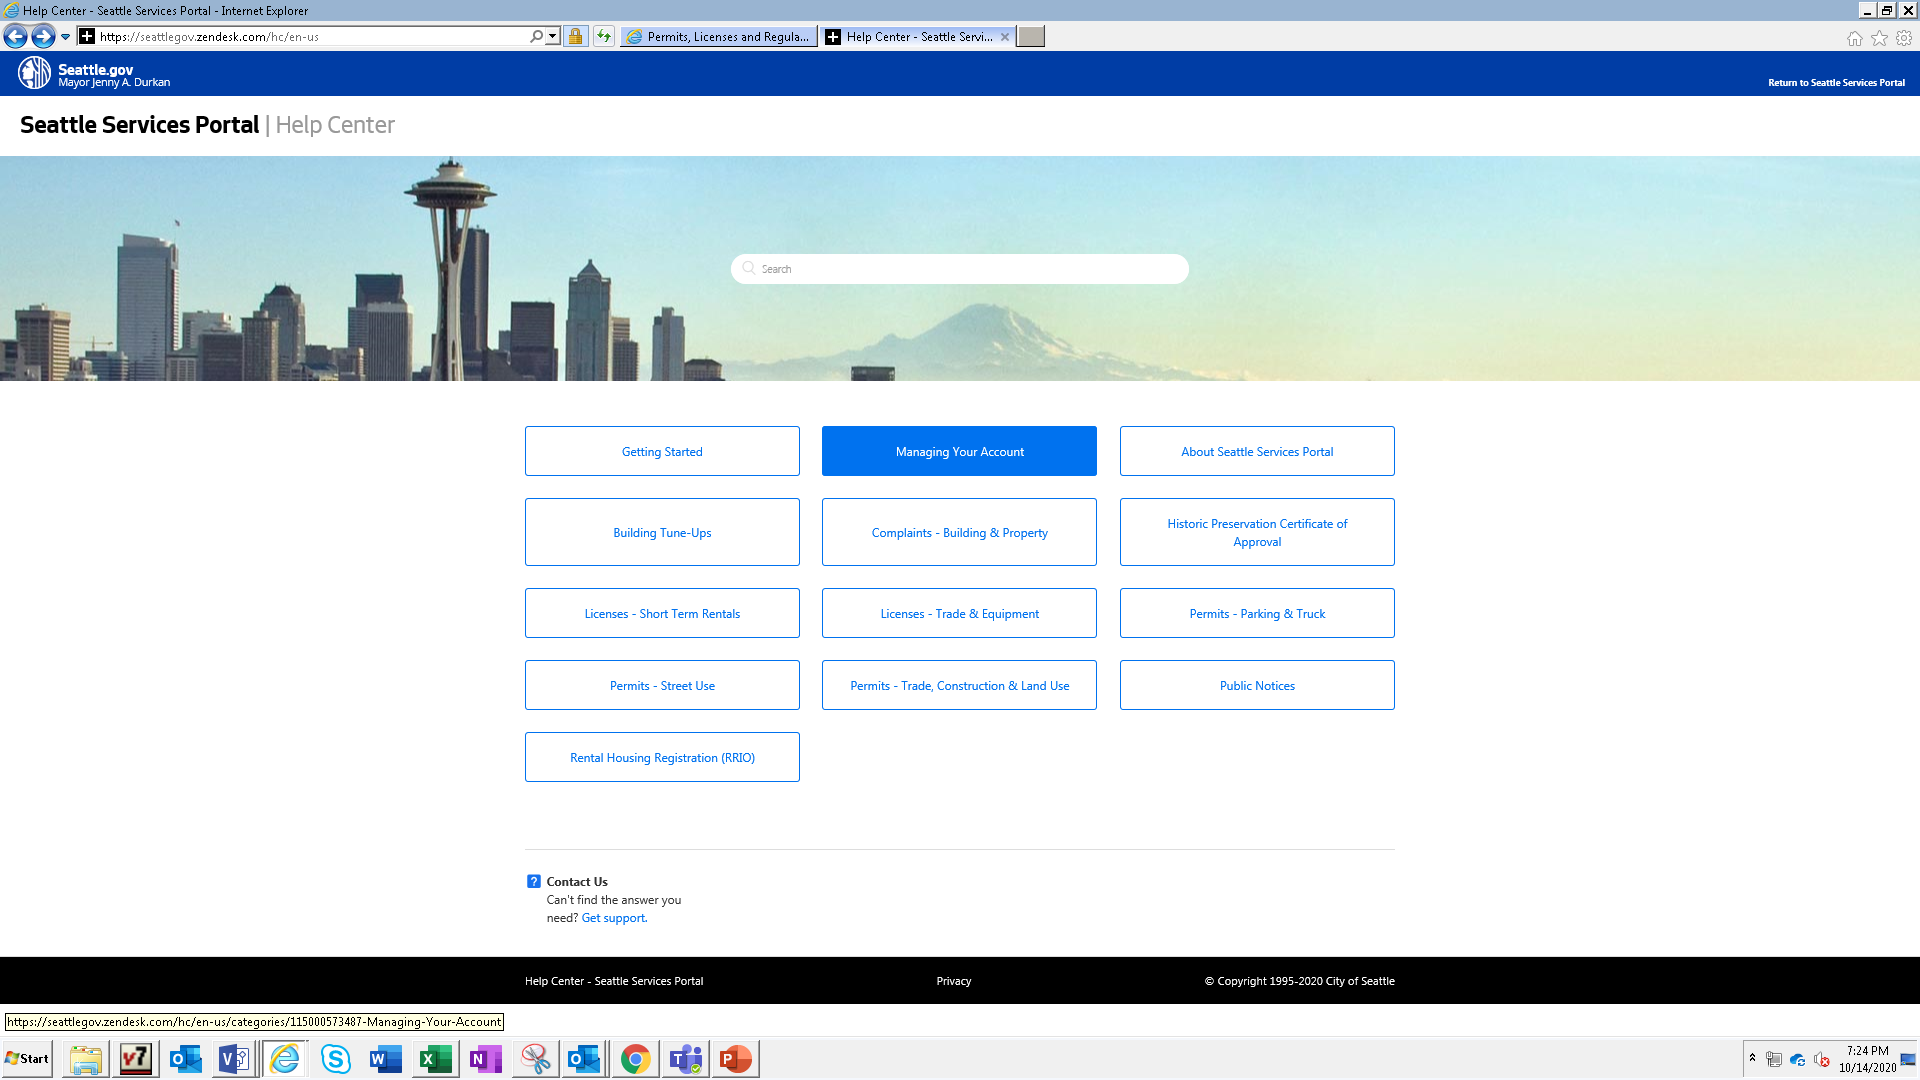 Help Center - Seattle Services Portal - Internet Explorer
https://seattlegov.zendesk.com/hc/en-us
Permits, Licenses and Regula...
Help Center - Seattle Servi...
Seattle.gov
Mayor Jenny A. Durkan
Return to Seattle Services Portal
Seattle Services Portal | Help Center
Search
Getting Started
Managing Your Account
About Seattle Services Portal
Building Tune-Ups
Complaints - Building & Property
Historic Preservation Certificate of
Approval
Licenses - Short Term Rentals
Licenses - Trade & Equipment
Permits - Parking & Truck
Permits - Street Use
Permits - Trade, Construction & Land Use
Public Notices
Rental Housing Registration (RRIO)
? Contact Us
Can't find the answer you
need? Get support.
Help Center - Seattle Services Portal
Privacy
© Copyright 1995-2020 City of Seattle
https://seattlegov.zendesk.com/hc/en-us/categories/115000573487-Managing-Your-Account
Start
7:24 PM
10/14/2020